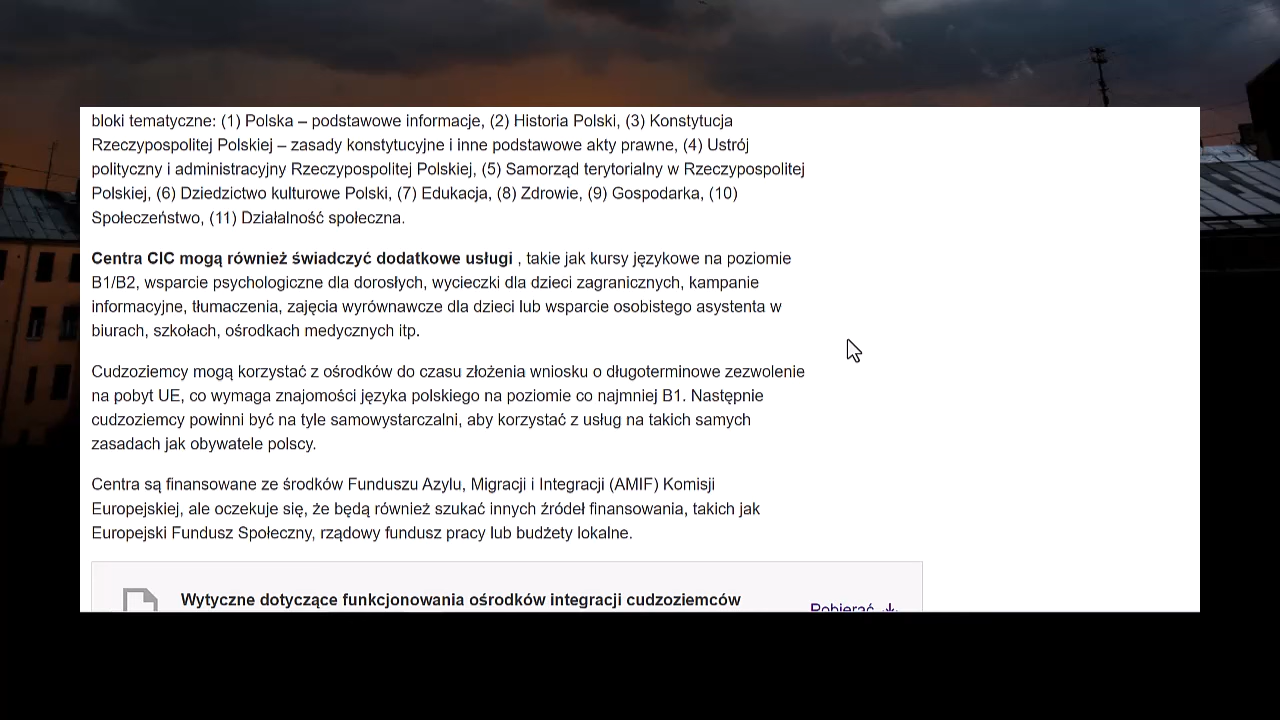 bloki tematyczne: (1) Polska – podstawowe informacje, (2) Historia Polski, (3) Konstytucja
Rzeczypospolitej Polskiej – zasady konstytucyjne i inne podstawowe akty prawne, (4) Ustrój
polityczny i administracyjny Rzeczypospolitej Polskiej, (5) Samorząd terytorialny w Rzeczypospolitej
Polskiej, (6) Dziedzictwo kulturowe Polski, (7) Edukacja, (8) Zdrowie, (9) Gospodarka, (10)
Społeczeństwo, (11) Działalność społeczna.
Centra CIC mogą również świadczyć dodatkowe usługi , takie jak kursy językowe na poziomie
B1/B2, wsparcie psychologiczne dla dorosłych, wycieczki dla dzieci zagranicznych, kampanie
informacyjne, tłumaczenia, zajęcia wyrównawcze dla dzieci lub wsparcie osobistego asystenta w
biurach, szkołach, ośrodkach medycznych itp.
Cudzoziemcy mogą korzystać z ośrodków do czasu złożenia wniosku o długoterminowe zezwolenie
na pobyt UE, co wymaga znajomości języka polskiego na poziomie co najmniej B1. Następnie
cudzoziemcy powinni być na tyle samowystarczalni, aby korzystać z usług na takich samych
zasadach jak obywatele polscy.
Centra są finansowane ze środków Funduszu Azylu, Migracji i Integracji (AMIF) Komisji
Europejskiej, ale oczekuje się, że będą również szukać innych źródeł finansowania, takich jak
Europejski Fundusz Społeczny, rządowy fundusz pracy lub budżety lokalne.
Wytyczne dotyczące funkcjonowania ośrodków integracji cudzoziemców
Pobierać